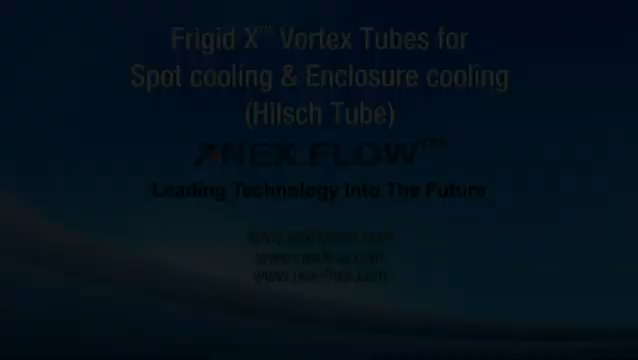 Frigid X™ Vortex Tubes for
Spot cooling & Enclosure cooling
(Hilsch Tube)
NEX FLOW™
Leading Technology Into The Future